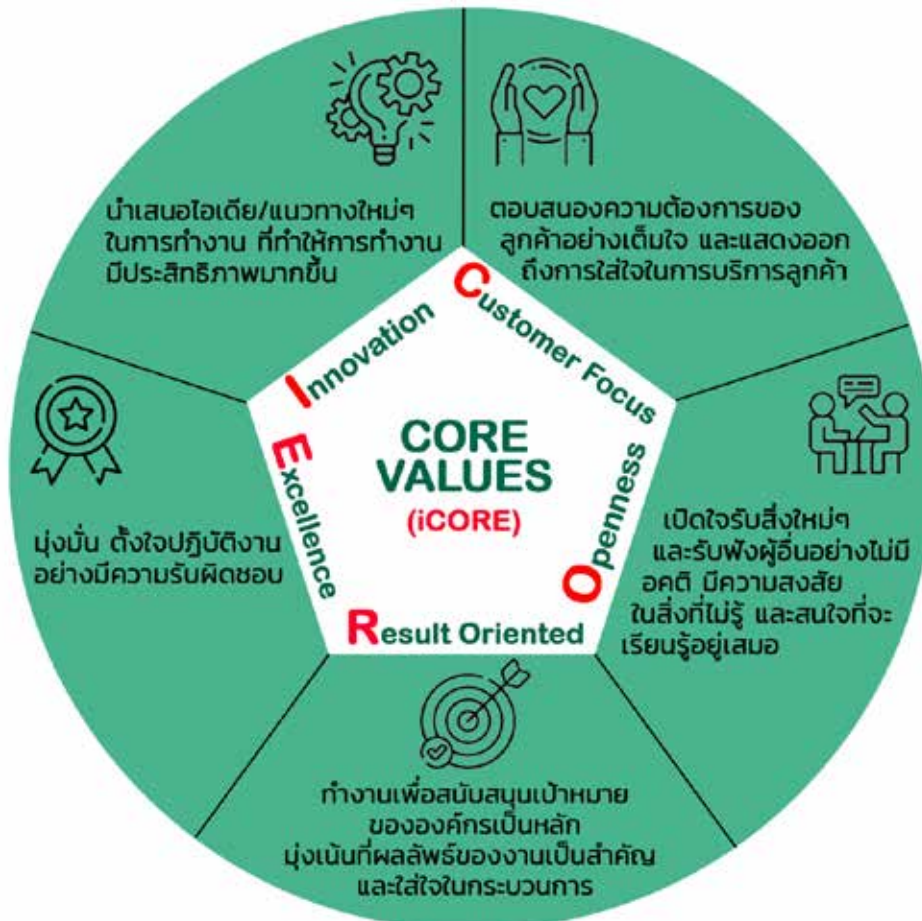 นำเสนอไอเดีย/แนวทางใหม่ๆ
ในการทำงาน ที่ทำให้การทำงาน
มีประสิทธิภาพมากขึ้น
ตอบสนองความต้องการของ
ลูกค้าอย่างเต็มใจ และแสดงออก
ถึงการใส่ใจในการบริการลูกค้า
Innovation
Customer Focus
CORE
VALUES
(iCORE)
Excellence
Openness
Result Oriented
มุ่งมั่น ตั้งใจปฏิบัติงาน
อย่างมีความรับผิดชอบ
เปิดใจรับสิ่งใหม่ๆ
และรับฟังผู้อื่นอย่างไม่มี
อคติ มีความสงสัย
ในสิ่งที่ไม่รู้ และสนใจที่จะ
เรียนรู้อยู่เสมอ
ทำงานเพื่อสนับสนุนเป้าหมาย
ขององค์กรเป็นหลัก
มุ่งเน้นที่ผลลัพธ์ของงานเป็นสำคัญ
และใส่ใจในกระบวนการ